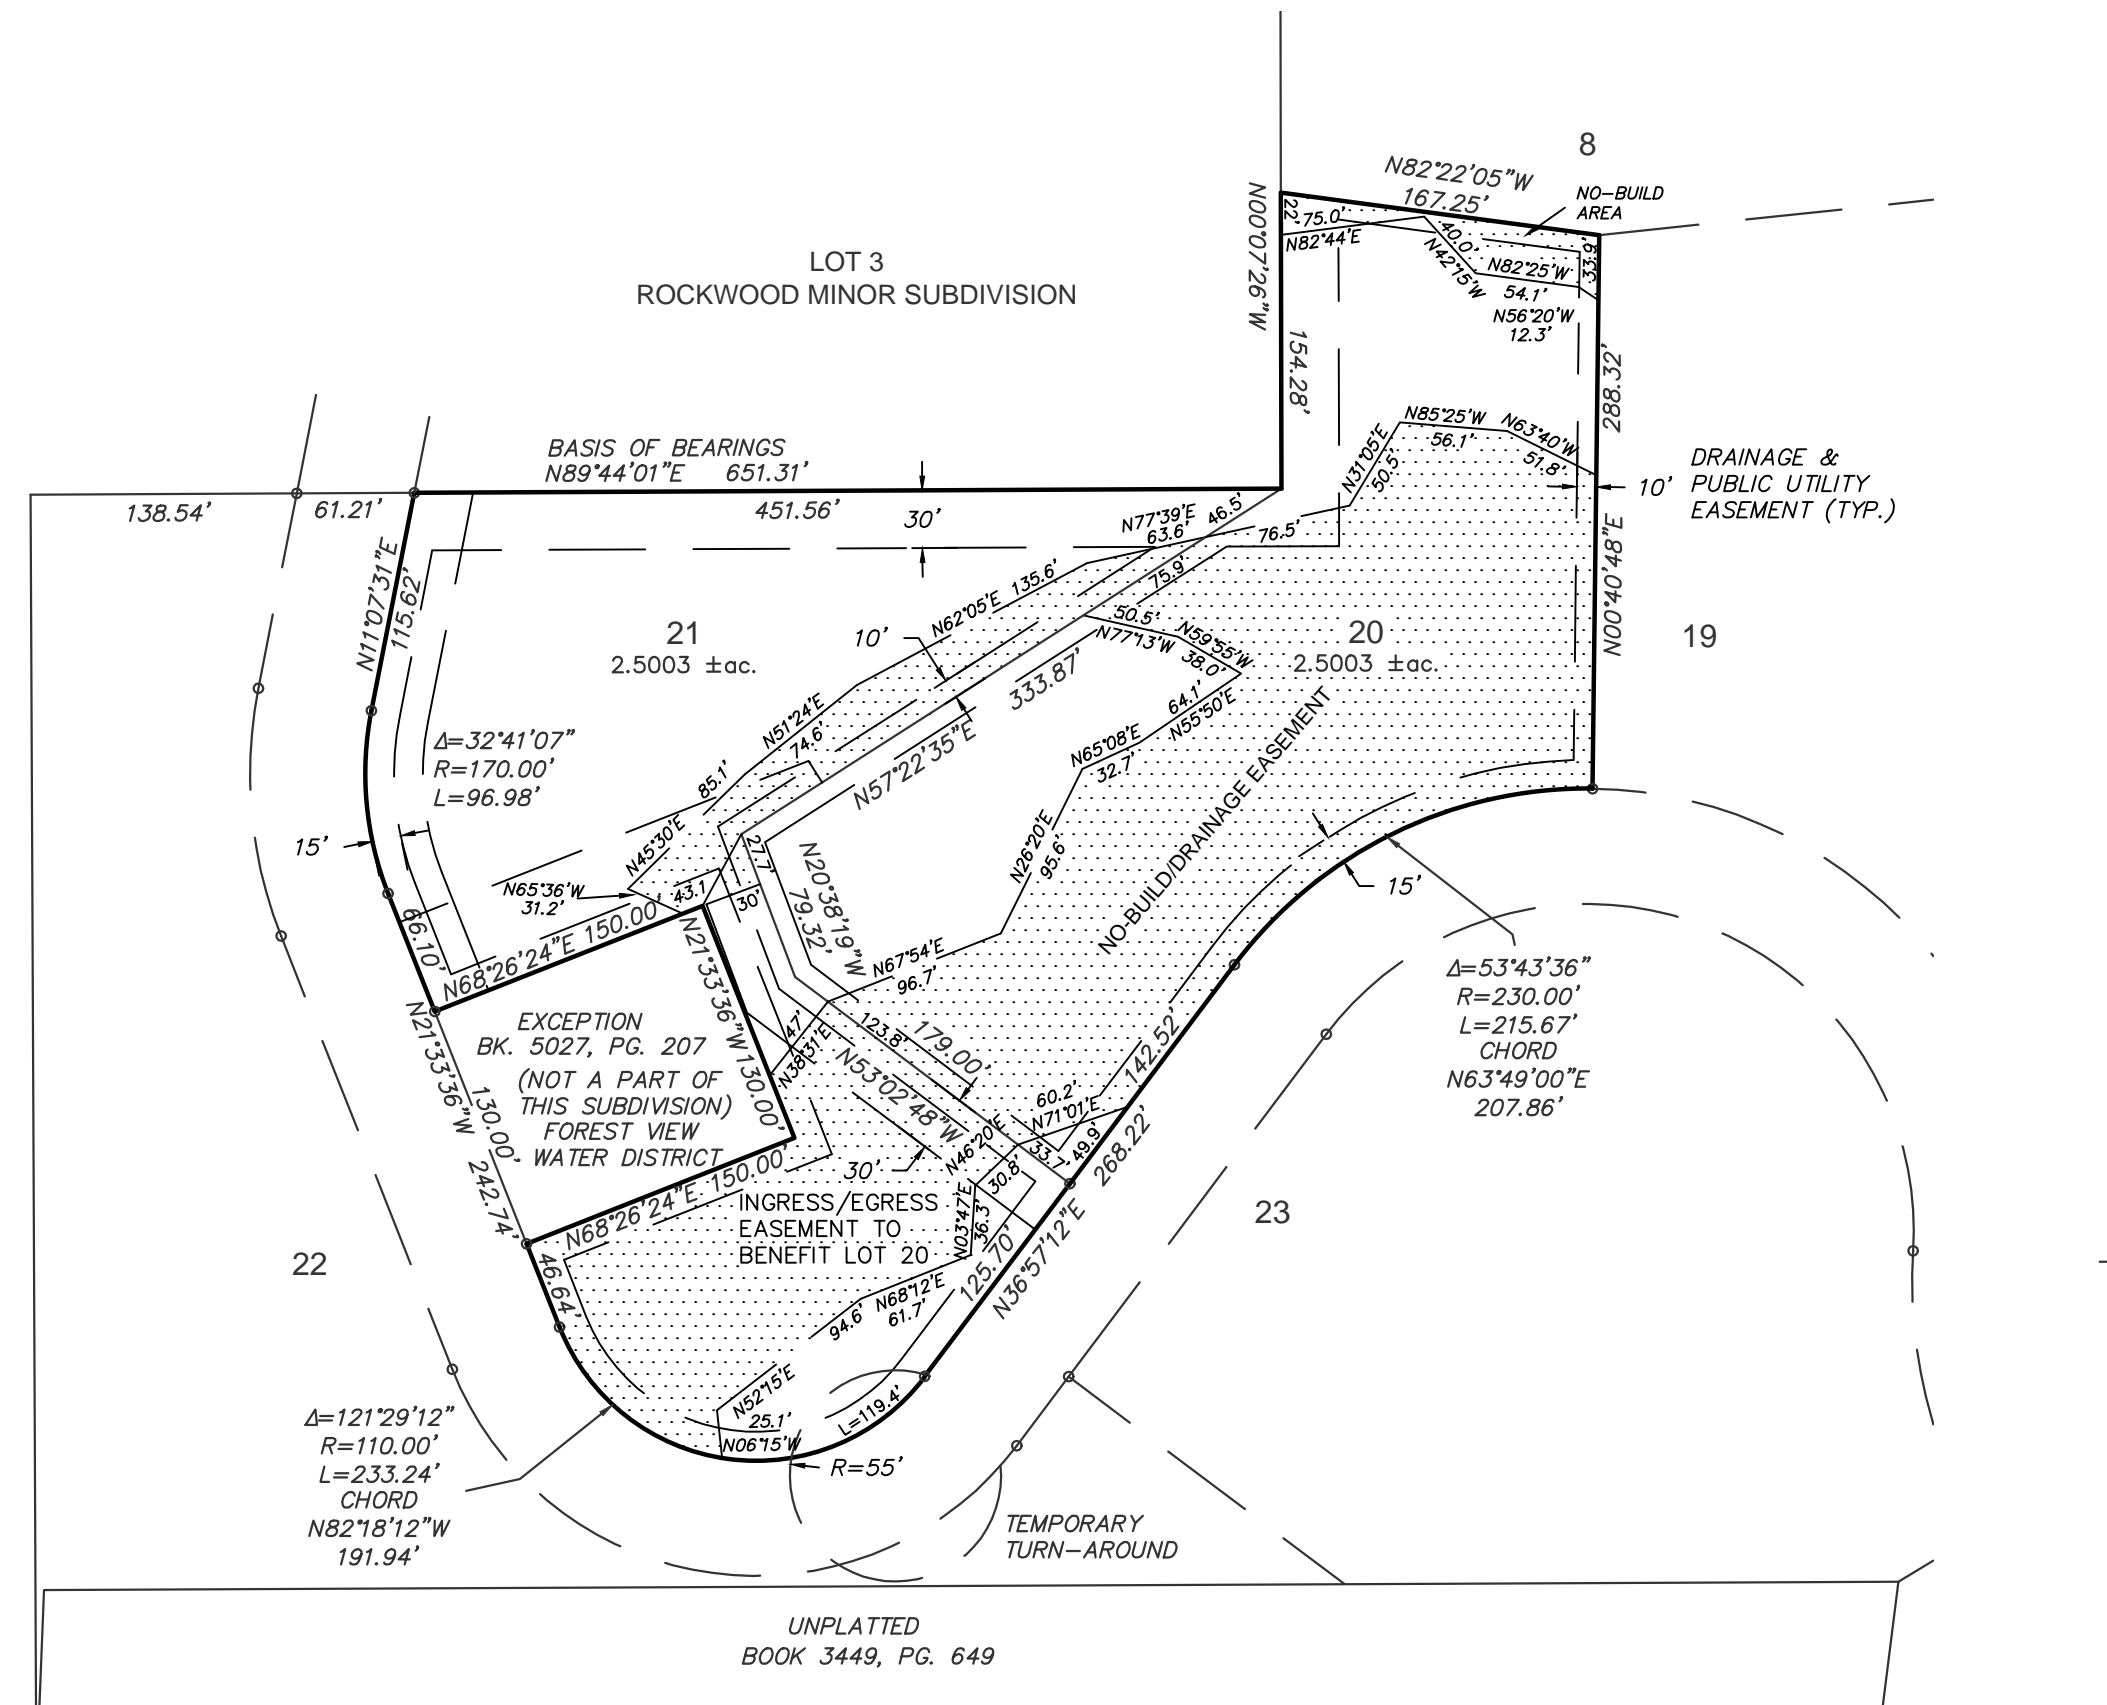 8
N82°22'05"W
167.25'
NO-BUILD
AREA
22'
75.0'
N82°44'E
40.0'
N42°15'W
N82°25'W
54.1'
33.9'
N56°20'W
12.3'
N00°07'26"W
154.28'
288.32'
N00°40'48"E
LOT 3
ROCKWOOD MINOR SUBDIVISION
BASIS OF BEARINGS
N89°44'01"E 651.31'
138.54'
61.21'
451.56'
30'
N85°25'W
56.1'
N63°40'W
51.8'
N31°05'E
50.5'
DRAINAGE &
PUBLIC UTILITY
EASEMENT (TYP.)
10'
N77°39'E
63.6'
46.5'
76.5'
75.9'
N11°07'31"E
115.62'
N62°05'E 135.6'
10'
21
2.5003 ±ac.
20
2.5003 ±ac.
19
50.5'
N77°13'W
N59°55'W
38.0'
64.1'
N55°50'E
333.87'
N57°22'35"E
N51°24'E
74.6'
N65°08'E
32.7'
Δ=32°41'07"
R=170.00'
L=96.98'
85.1'
N45°30'E
15'
27.7'
N20°38'19"W
79.32'
N26°20'E
95.6'
NO-BUILD/DRAINAGE EASEMENT
15'
N65°36'W
31.2'
43.1
30'
66.10'
N68°26'24"E 150.00'
N67°54'E
96.7'
N21°33'36"W 130.00'
Δ=53°43'36"
R=230.00'
L=215.67'
CHORD
N63°49'00"E
207.86'
EXCEPTION
BK. 5027, PG. 207
(NOT A PART OF
THIS SUBDIVISION)
FOREST VIEW
WATER DISTRICT
N21°33'36"W
130.00'
242.74'
47'
N38°31'E
123.8'
179.00'
N53°02'48"W
142.52'
60.2'
N71°01'E
N46°20'E
33.7'
49.9'
268.22'
30'
30.8'
N68°26'24"E 150.00'
INGRESS/EGRESS
EASEMENT TO
BENEFIT LOT 20
N03°47'E
36.3'
125.70'
N36°57'12"E
23
22
46.64'
N68°12'E
61.7'
94.6'
N52°15'E
25.1'
N06°15'W
L=119.4'
R=55'
Δ=121°29'12"
R=110.00'
L=233.24'
CHORD
N82°18'12"W
191.94'
TEMPORARY
TURN-AROUND
UNPLATTED
BOOK 3449, PG. 649